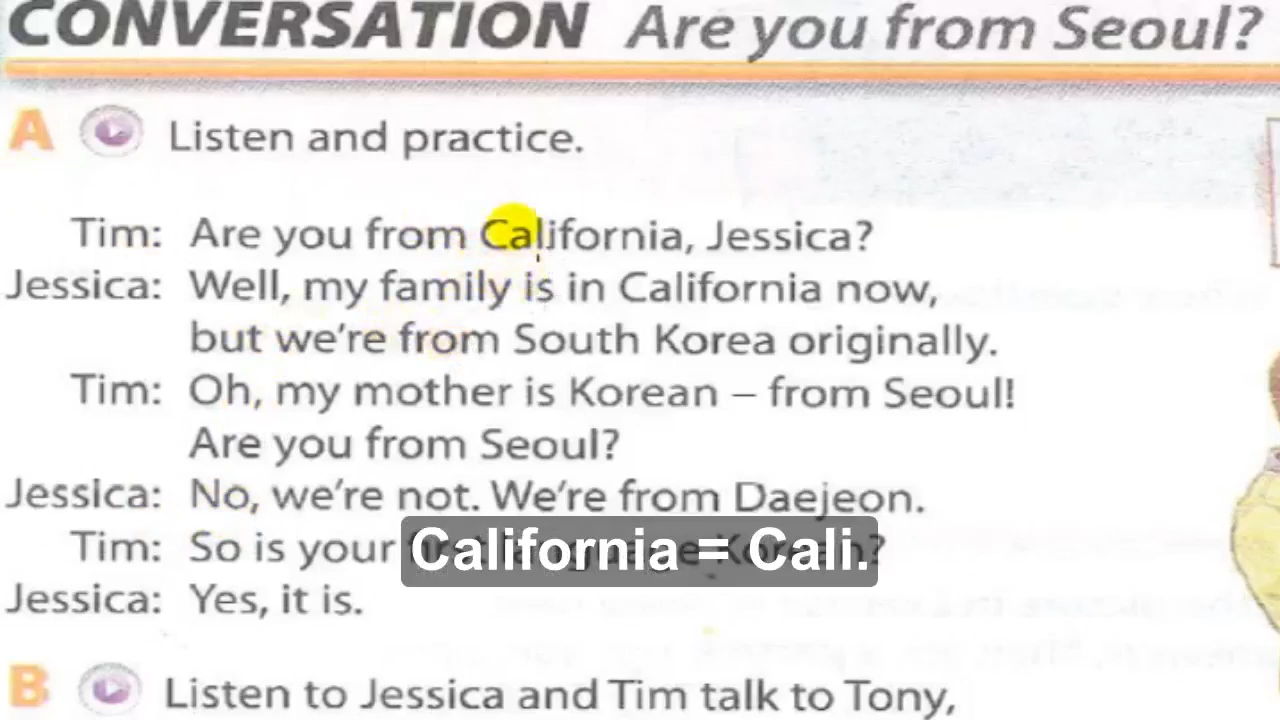 CONVERSATION Are you from Seoul?
A Listen and practice.
Tim: Are you from California, Jessica?
Jessica: Well, my family is in California now,
but we're from South Korea originally.
Tim: Oh, my mother is Korean – from Seoul!
Are you from Seoul?
Jessica: No, we're not. We're from Daejeon.
Tim: So is your first language Korean?
California = Cali.
Jessica: Yes, it is.
B Listen to Jessica and Tim talk to Tony,